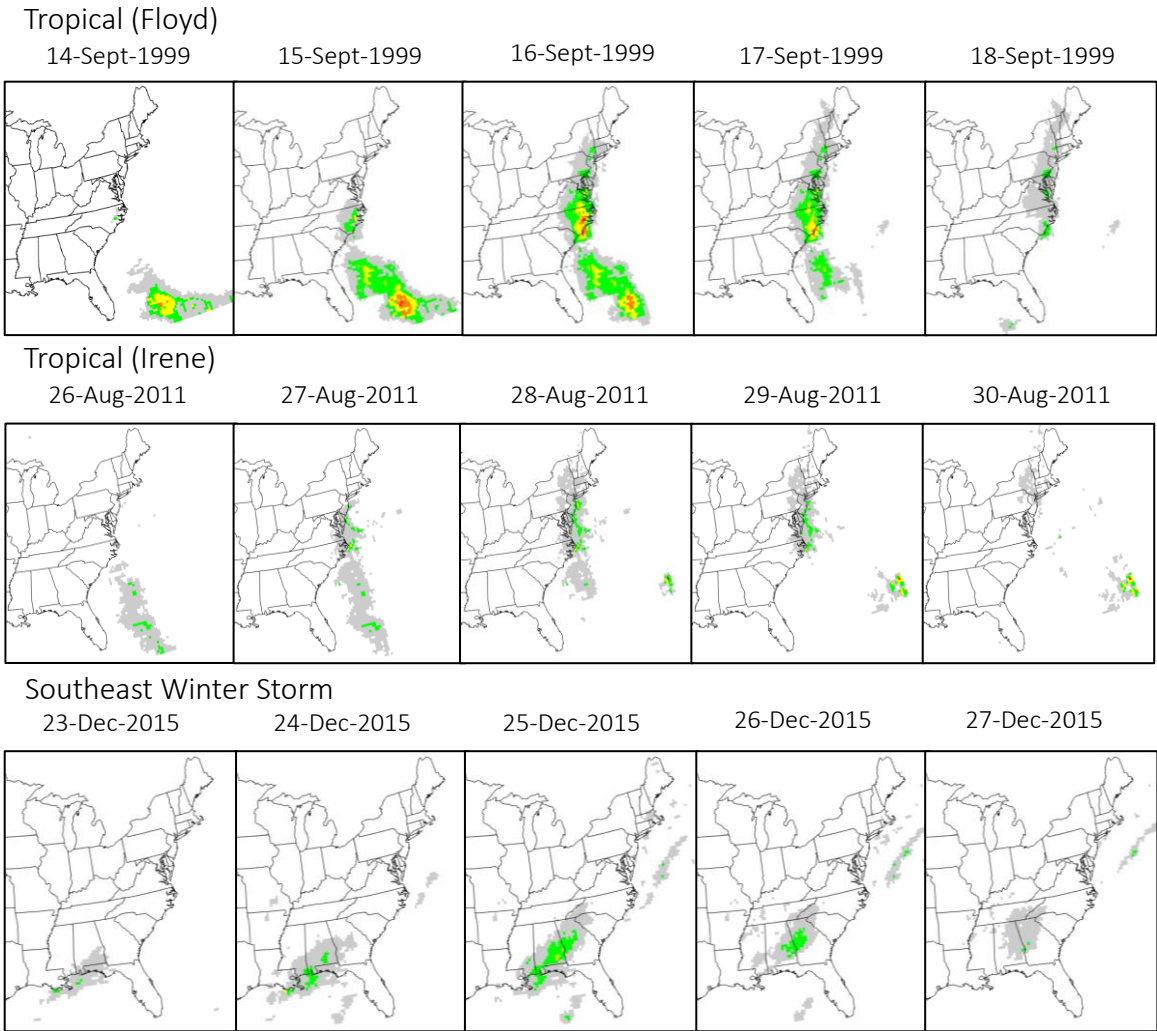 Tropical (Floyd)
14-Sept-1999 15-Sept-1999 16-Sept-1999 17-Sept-1999 18-Sept-1999
Tropical (Irene)
26-Aug-2011 27-Aug-2011 28-Aug-2011 29-Aug-2011 30-Aug-2011
Southeast Winter Storm
23-Dec-2015 24-Dec-2015 25-Dec-2015 26-Dec-2015 27-Dec-2015